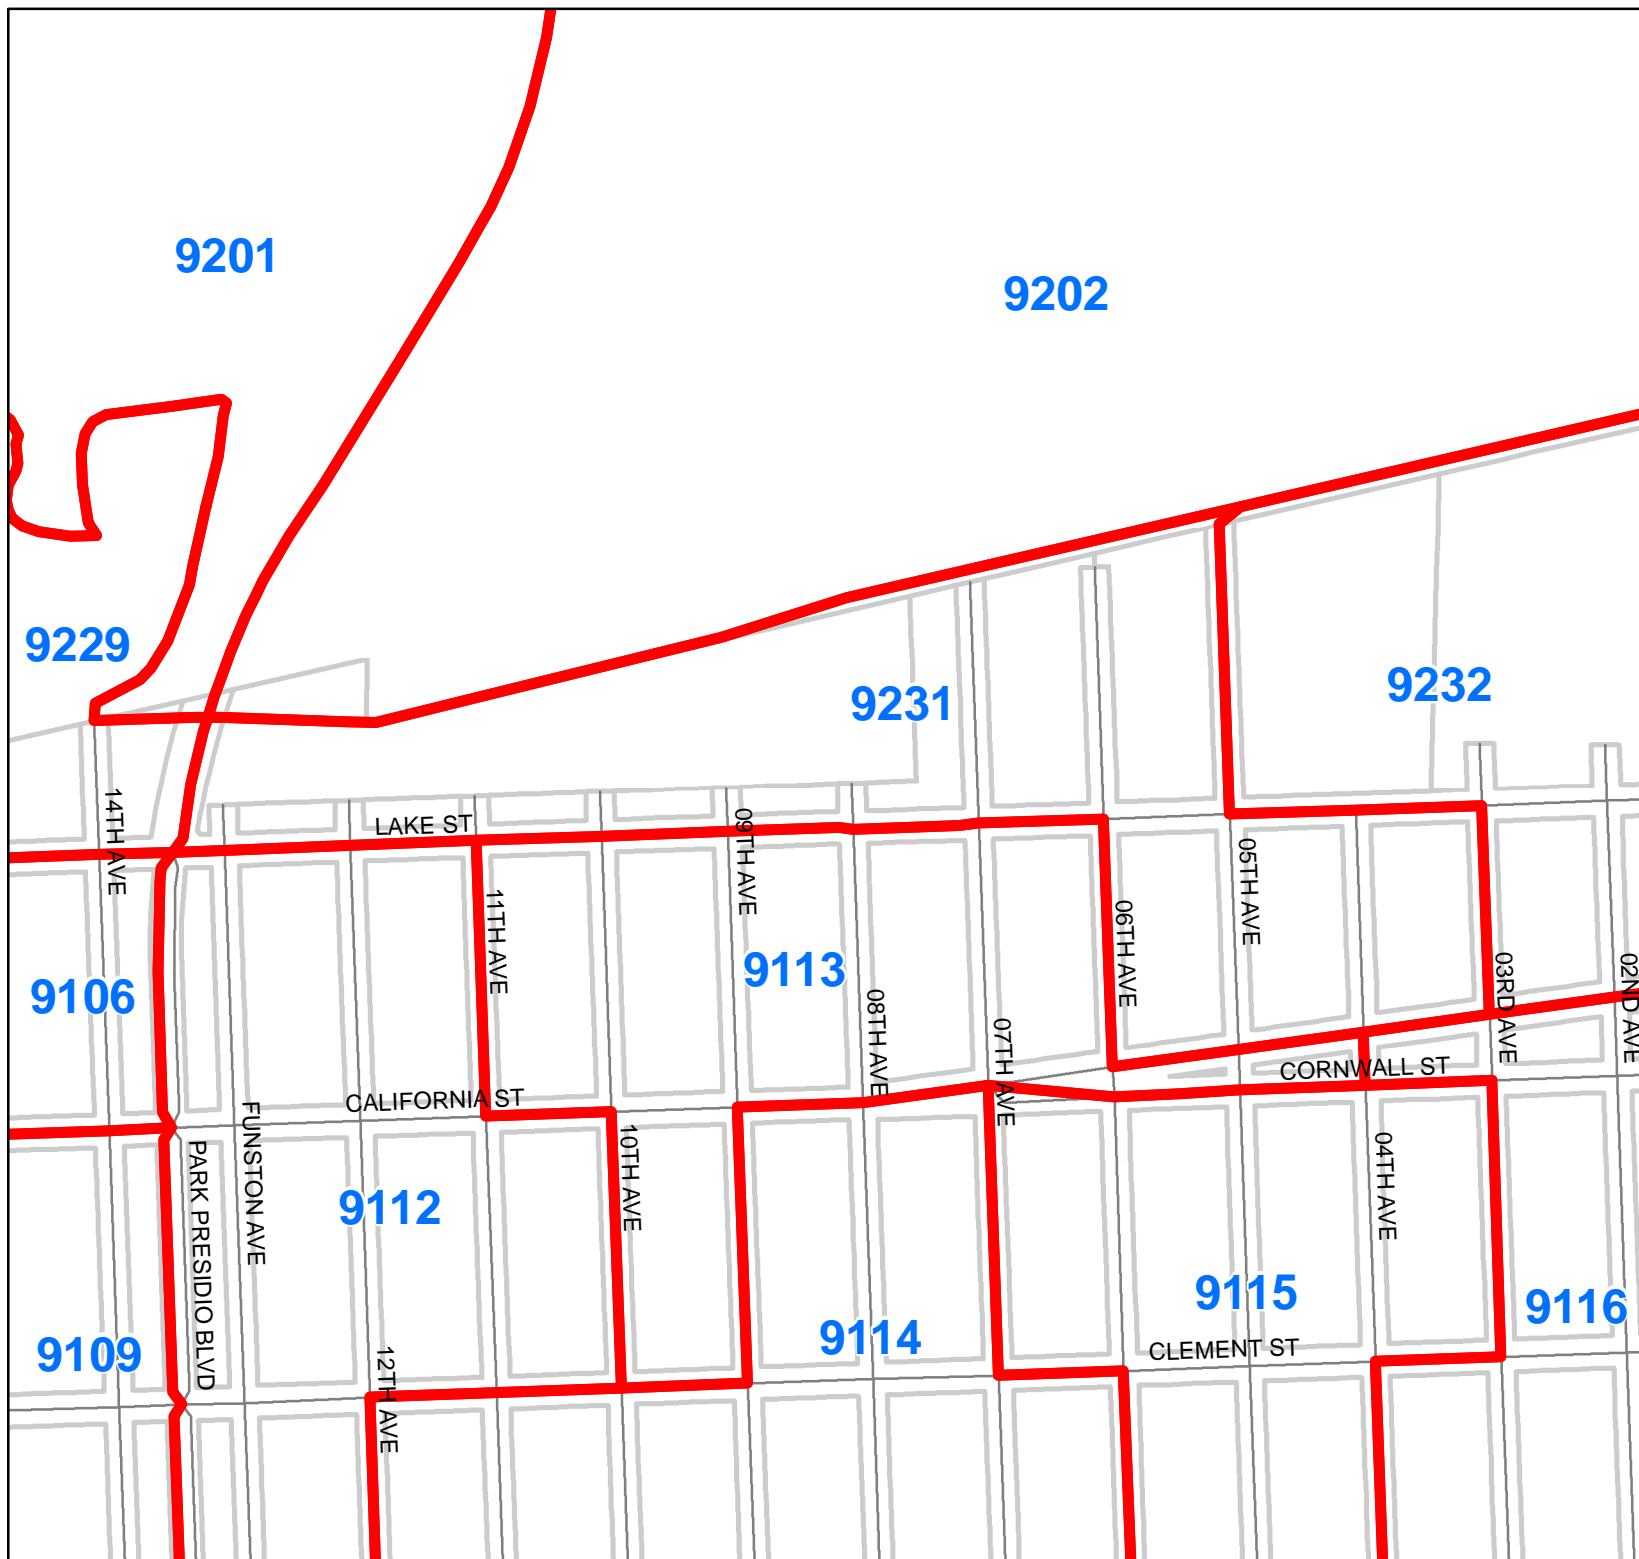 9201
9202
9229
9231
9232
14TH AVE
LAKE ST
09TH AVE
05TH AVE
11TH AVE
06TH AVE
9113
9106
08TH AVE
03RD AVE
02ND AVE
07TH AVE
CORNWALL ST
CALIFORNIA ST
FUNSTON AVE
10TH AVE
04TH AVE
PARK PRESIDIO BLVD
9112
9115
9116
9114
9109
CLEMENT ST
12TH AVE